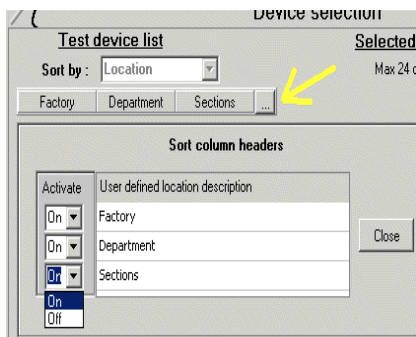 Device selection
Test device list Selected
Sort by : Location Max 24
Factory Department Sections ...
Sort column headers
Activate User defined location description
On Factory
On Department Close
On Sections
On
Off